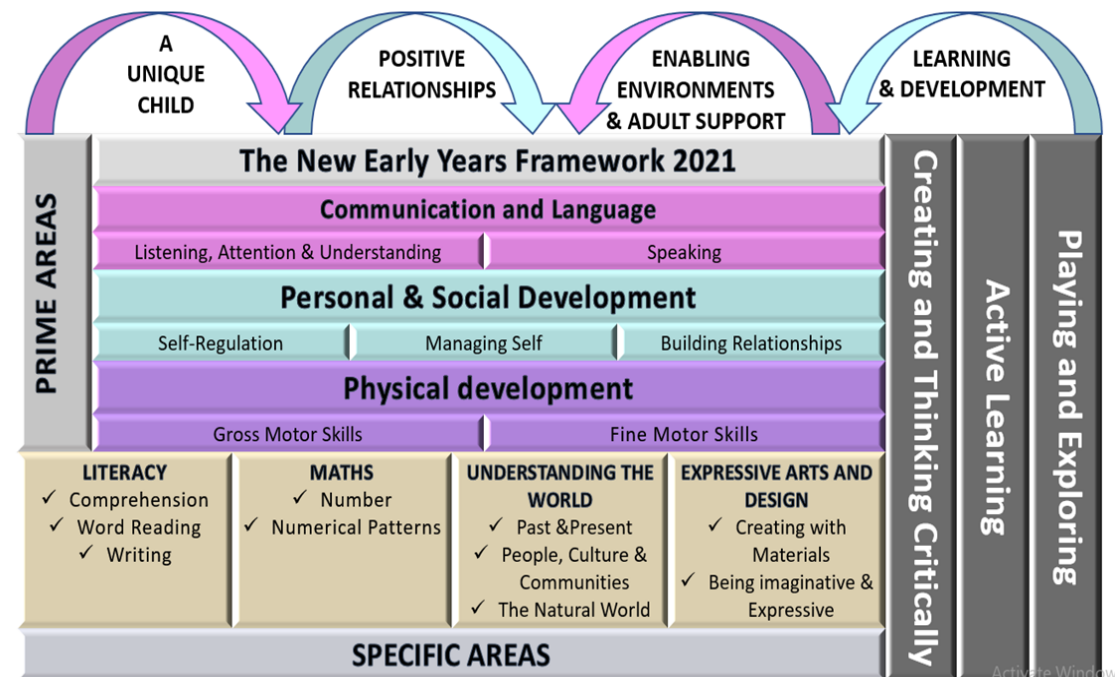 A
UNIQUE
CHILD
POSITIVE
RELATIONSHIPS
ENABLING
ENVIRONMENTS
& ADULT SUPPORT
LEARNING
& DEVELOPMENT
PRIME AREAS
The New Early Years Framework 2021
Communication and Language
Listening, Attention & Understanding
Speaking
Personal & Social Development
Self-Regulation
Managing Self
Building Relationships
Physical development
Gross Motor Skills
Fine Motor Skills
LITERACY
✓ Comprehension
✓ Word Reading
✓ Writing
MATHS
✓ Number
✓ Numerical Patterns
UNDERSTANDING THE
WORLD
✓ Past &Present
✓ People, Culture &
Communities
✓ The Natural World
EXPRESSIVE ARTS AND
DESIGN
✓ Creating with
Materials
✓ Being imaginative &
Expressive
SPECIFIC AREAS
Creating and Thinking Critically
Active Learning
Playing and Exploring
Activate Window